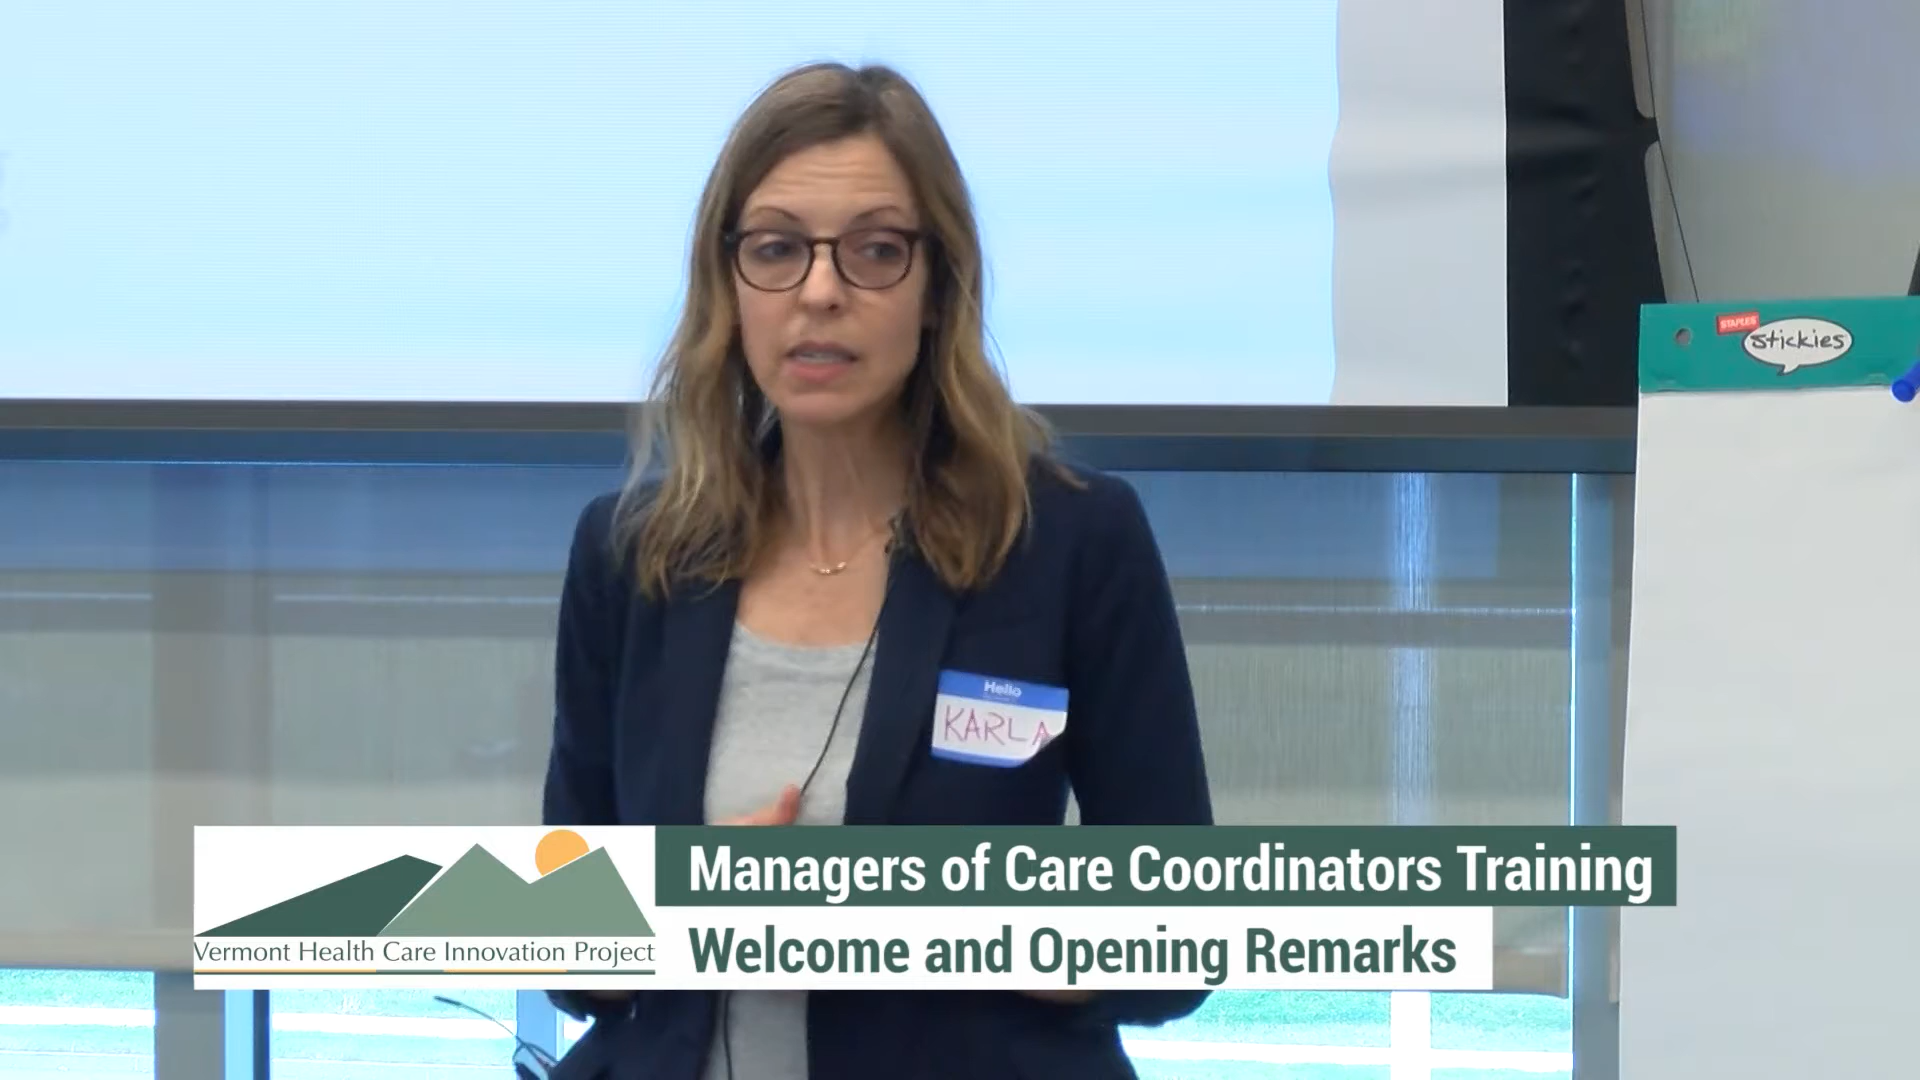 STAPLES
stickies
Hello
KARLA
Managers of Care Coordinators Training
Vermont Health Care Innovation Project
Welcome and Opening Remarks